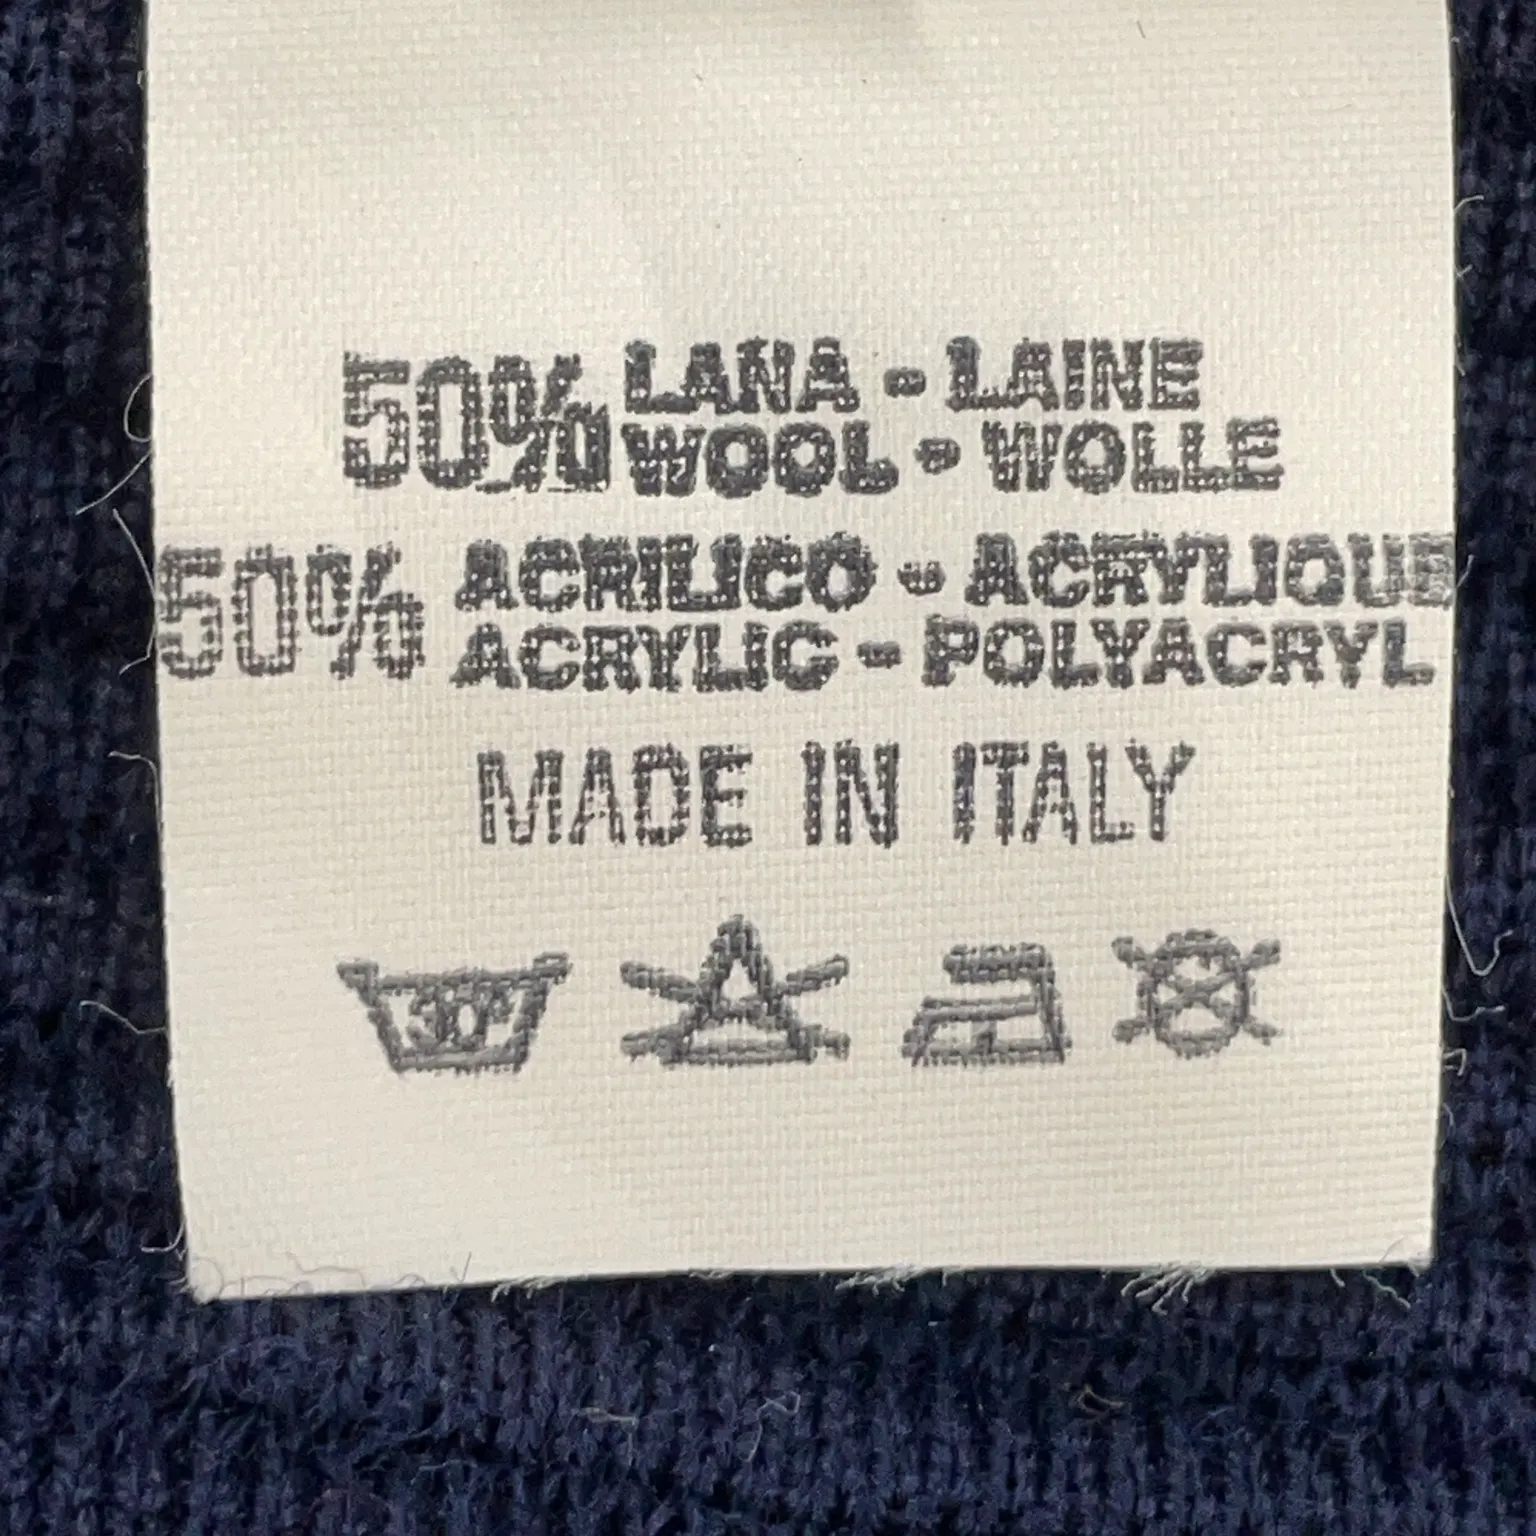 50% LANA - LAINE
WOOL - WOLLE
50% ACRILICO - ACRYLIQUE
ACRYLIC - POLYACRYL
MADE IN ITALY
30°